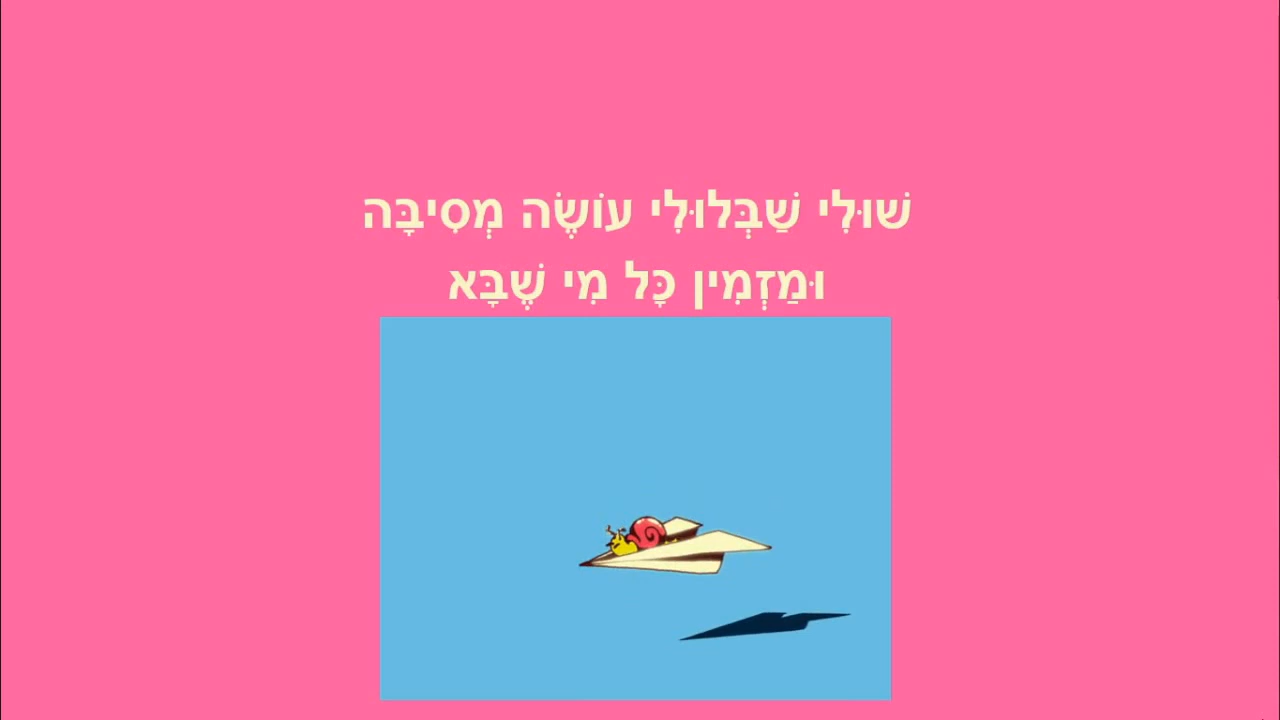 שׁוּלִי שַׁבְּלוּלִי עוֹשֶׂה מְסִיבָּה
וּמַזְמִין כָּל מִי שֶׁבָּא